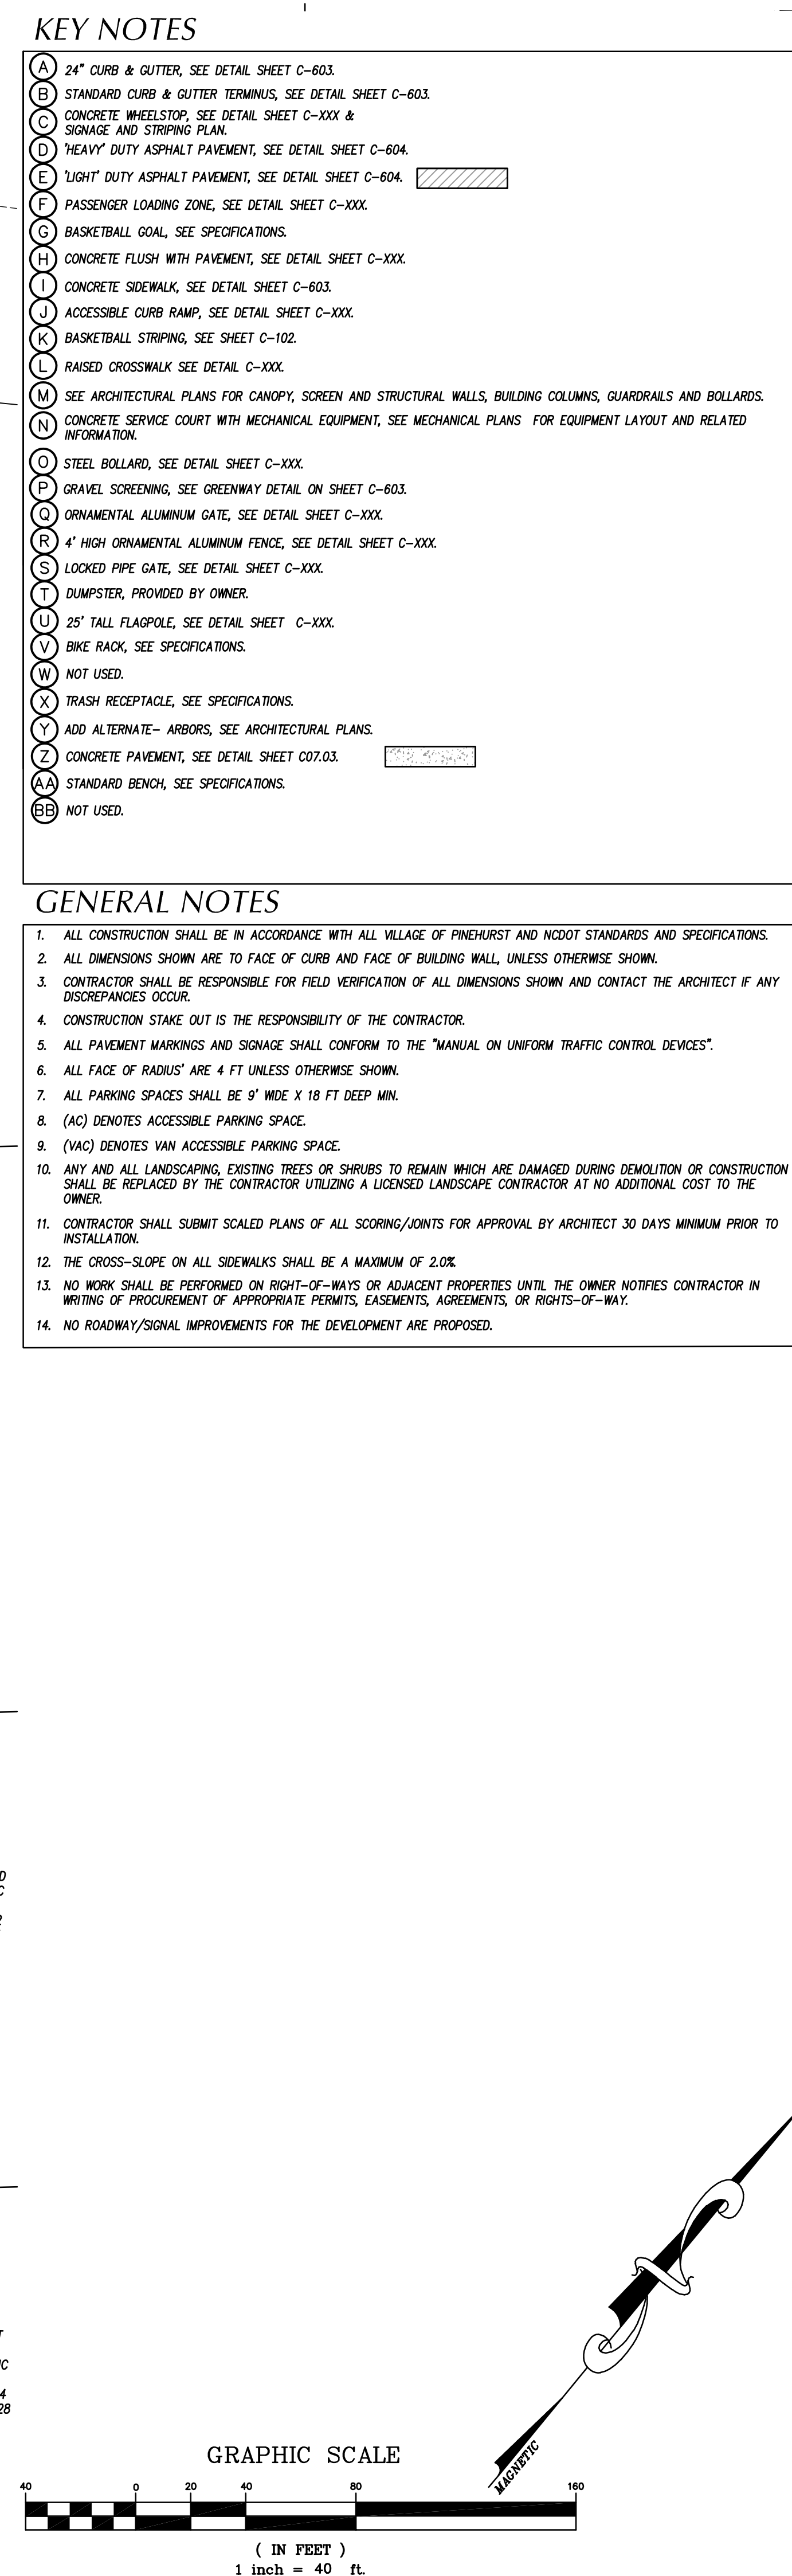 KEY NOTES
A 24" CURB & GUTTER, SEE DETAIL SHEET C-603.
B STANDARD CURB & GUTTER TERMINUS, SEE DETAIL SHEET C-603.
C CONCRETE WHEELSTOP, SEE DETAIL SHEET C-XXX &
SIGNAGE AND STRIPING PLAN.
D 'HEAVY' DUTY ASPHALT PAVEMENT, SEE DETAIL SHEET C-604.
E 'LIGHT' DUTY ASPHALT PAVEMENT, SEE DETAIL SHEET C-604.
F PASSENGER LOADING ZONE, SEE DETAIL SHEET C-XXX.
G BASKETBALL GOAL, SEE SPECIFICATIONS.
H CONCRETE FLUSH WITH PAVEMENT, SEE DETAIL SHEET C-XXX.
I CONCRETE SIDEWALK, SEE DETAIL SHEET C-603.
J ACCESSIBLE CURB RAMP, SEE DETAIL SHEET C-XXX.
K BASKETBALL STRIPING, SEE SHEET C-102.
L RAISED CROSSWALK SEE DETAIL C-XXX.
M SEE ARCHITECTURAL PLANS FOR CANOPY, SCREEN AND STRUCTURAL WALLS, BUILDING COLUMNS, GUARDRAILS AND BOLLARDS.
N CONCRETE SERVICE COURT WITH MECHANICAL EQUIPMENT, SEE MECHANICAL PLANS FOR EQUIPMENT LAYOUT AND RELATED
INFORMATION.
O STEEL BOLLARD, SEE DETAIL SHEET C-XXX.
P GRAVEL SCREENING, SEE GREENWAY DETAIL ON SHEET C-603.
Q ORNAMENTAL ALUMINUM GATE, SEE DETAIL SHEET C-XXX.
R 4' HIGH ORNAMENTAL ALUMINUM FENCE, SEE DETAIL SHEET C-XXX.
S LOCKED PIPE GATE, SEE DETAIL SHEET C-XXX.
T DUMPSTER, PROVIDED BY OWNER.
U 25' TALL FLAGPOLE, SEE DETAIL SHEET C-XXX.
V BIKE RACK, SEE SPECIFICATIONS.
W NOT USED.
X TRASH RECEPTACLE, SEE SPECIFICATIONS.
Y ADD ALTERNATE- ARBORS, SEE ARCHITECTURAL PLANS.
Z CONCRETE PAVEMENT, SEE DETAIL SHEET C07.03.
AA STANDARD BENCH, SEE SPECIFICATIONS.
BB NOT USED.
GENERAL NOTES
1. ALL CONSTRUCTION SHALL BE IN ACCORDANCE WITH ALL VILLAGE OF PINEHURST AND NCDOT STANDARDS AND SPECIFICATIONS.
2. ALL DIMENSIONS SHOWN ARE TO FACE OF CURB AND FACE OF BUILDING WALL, UNLESS OTHERWISE SHOWN.
3. CONTRACTOR SHALL BE RESPONSIBLE FOR FIELD VERIFICATION OF ALL DIMENSIONS SHOWN AND CONTACT THE ARCHITECT IF ANY
DISCREPANCIES OCCUR.
4. CONSTRUCTION STAKE OUT IS THE RESPONSIBILITY OF THE CONTRACTOR.
5. ALL PAVEMENT MARKINGS AND SIGNAGE SHALL CONFORM TO THE "MANUAL ON UNIFORM TRAFFIC CONTROL DEVICES".
6. ALL FACE OF RADIUS' ARE 4 FT UNLESS OTHERWISE SHOWN.
7. ALL PARKING SPACES SHALL BE 9' WIDE X 18 FT DEEP MIN.
8. (AC) DENOTES ACCESSIBLE PARKING SPACE.
9. (VAC) DENOTES VAN ACCESSIBLE PARKING SPACE.
10. ANY AND ALL LANDSCAPING, EXISTING TREES OR SHRUBS TO REMAIN WHICH ARE DAMAGED DURING DEMOLITION OR CONSTRUCTION
SHALL BE REPLACED BY THE CONTRACTOR UTILIZING A LICENSED LANDSCAPE CONTRACTOR AT NO ADDITIONAL COST TO THE
OWNER.
11. CONTRACTOR SHALL SUBMIT SCALED PLANS OF ALL SCORING/JOINTS FOR APPROVAL BY ARCHITECT 30 DAYS MINIMUM PRIOR TO
INSTALLATION.
12. THE CROSS-SLOPE ON ALL SIDEWALKS SHALL BE A MAXIMUM OF 2.0%.
13. NO WORK SHALL BE PERFORMED ON RIGHT-OF-WAYS OR ADJACENT PROPERTIES UNTIL THE OWNER NOTIFIES CONTRACTOR IN
WRITING OF PROCUREMENT OF APPROPRIATE PERMITS, EASEMENTS, AGREEMENTS, OR RIGHTS-OF-WAY.
14. NO ROADWAY/SIGNAL IMPROVEMENTS FOR THE DEVELOPMENT ARE PROPOSED.
D
C
IC
4
28
MAGNETIC
GRAPHIC SCALE
40 0 20 40 80 160
( IN FEET )
1 inch = 40 ft.